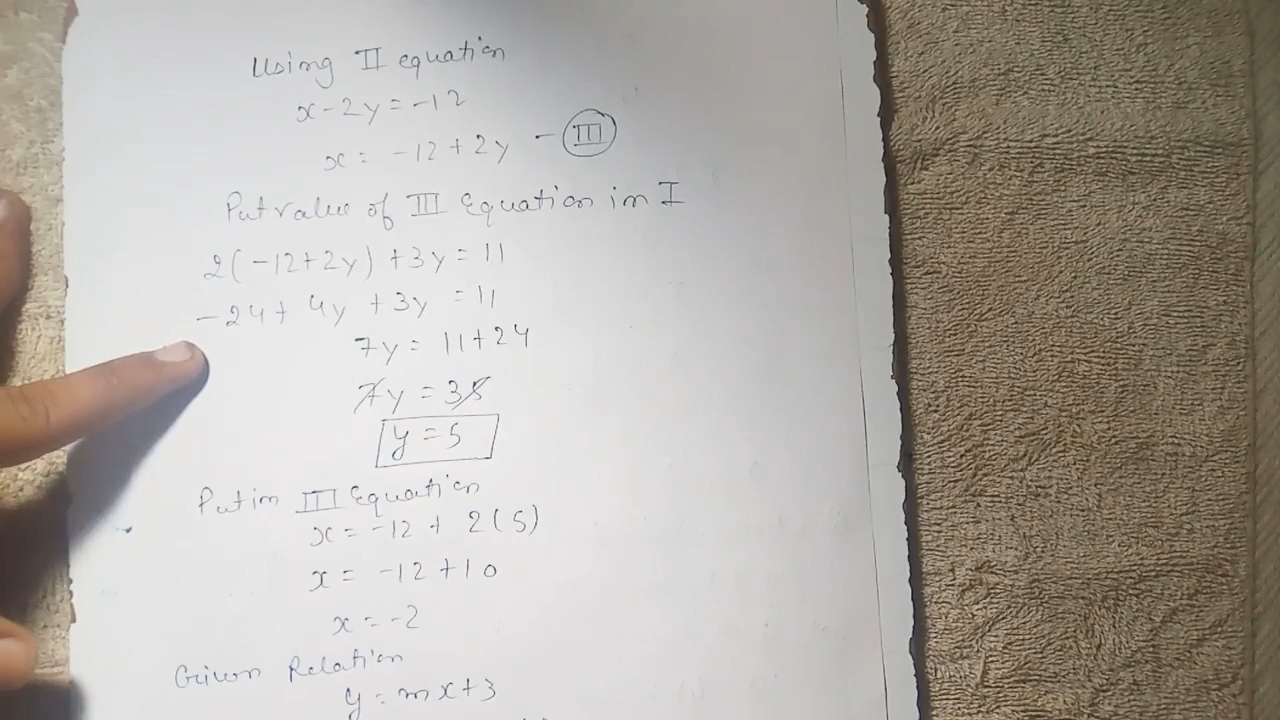 Using II equation
x-2y=-12
x = -12+2y - III
Put value of III Equation in I
2(-12+2y) +3y=11
-24+ 4y +3y =11
7y= 11+24
7y =35
y =5
Put in III Equation
x = -12 + 2(5)
x = -12+10
x = -2
Given Relation
y = mx+3